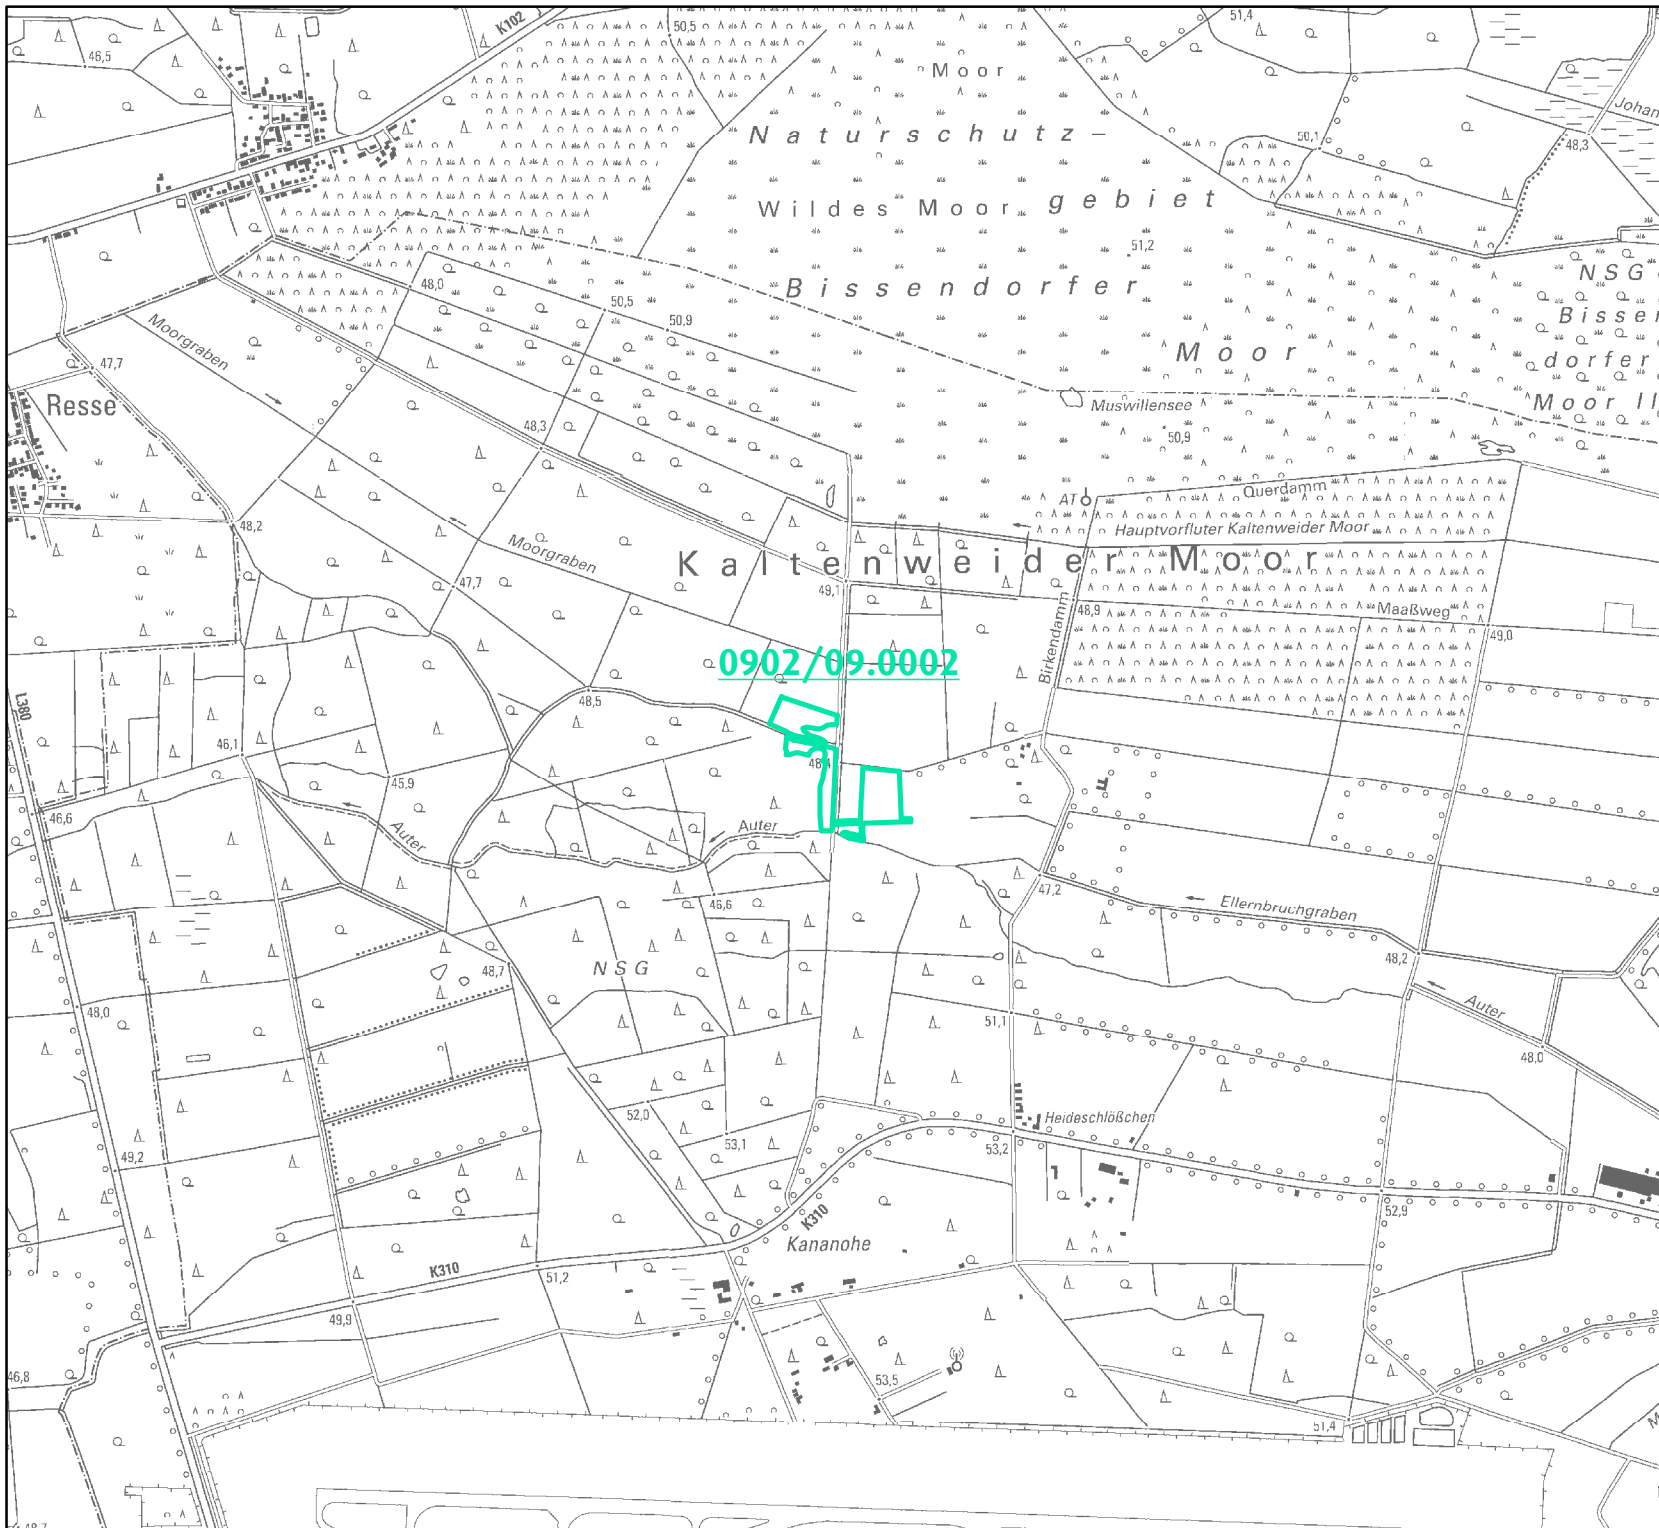 K102
50,5
51,4
46,5
Moor
Johan
Naturschutz–
50,1
48,3
Wildes Moor
gebiet
51,2
NSG
Bissendorfer
48,0
Bissen
50,5
50,9
Moorgraben
Moor
dorfer
47,7
Resse
Muswillensee
Moor II
48,3
50,9
AT
Querdamm
48,2
Hauptvorfluter Kaltenweider Moor
Moorgraben
Kaltenweider Moor
47,7
49,1
48,9
Maaßweg
49,0
Birkendamm
0902/09.0002
L380
48,5
46,1
48,4
45,9
46,6
Auter
Auter
47,2
46,6
Ellernbruchgraben
48,7
NSG
48,2
48,0
Auter
51,1
48,0
52,0
Heideschlößchen
53,1
53,2
49,2
52,9
K310
Kananohe
K310
51,2
49,9
46,8
53,5
51,4
48,7